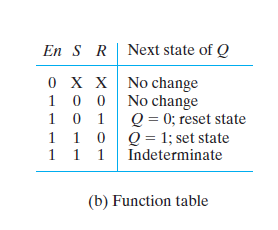 En S R Next state of Q
0 X X No change
1 0 0 No change
1 0 1 Q = 0; reset state
1 1 0 Q = 1; set state
1 1 1 Indeterminate
(b) Function table